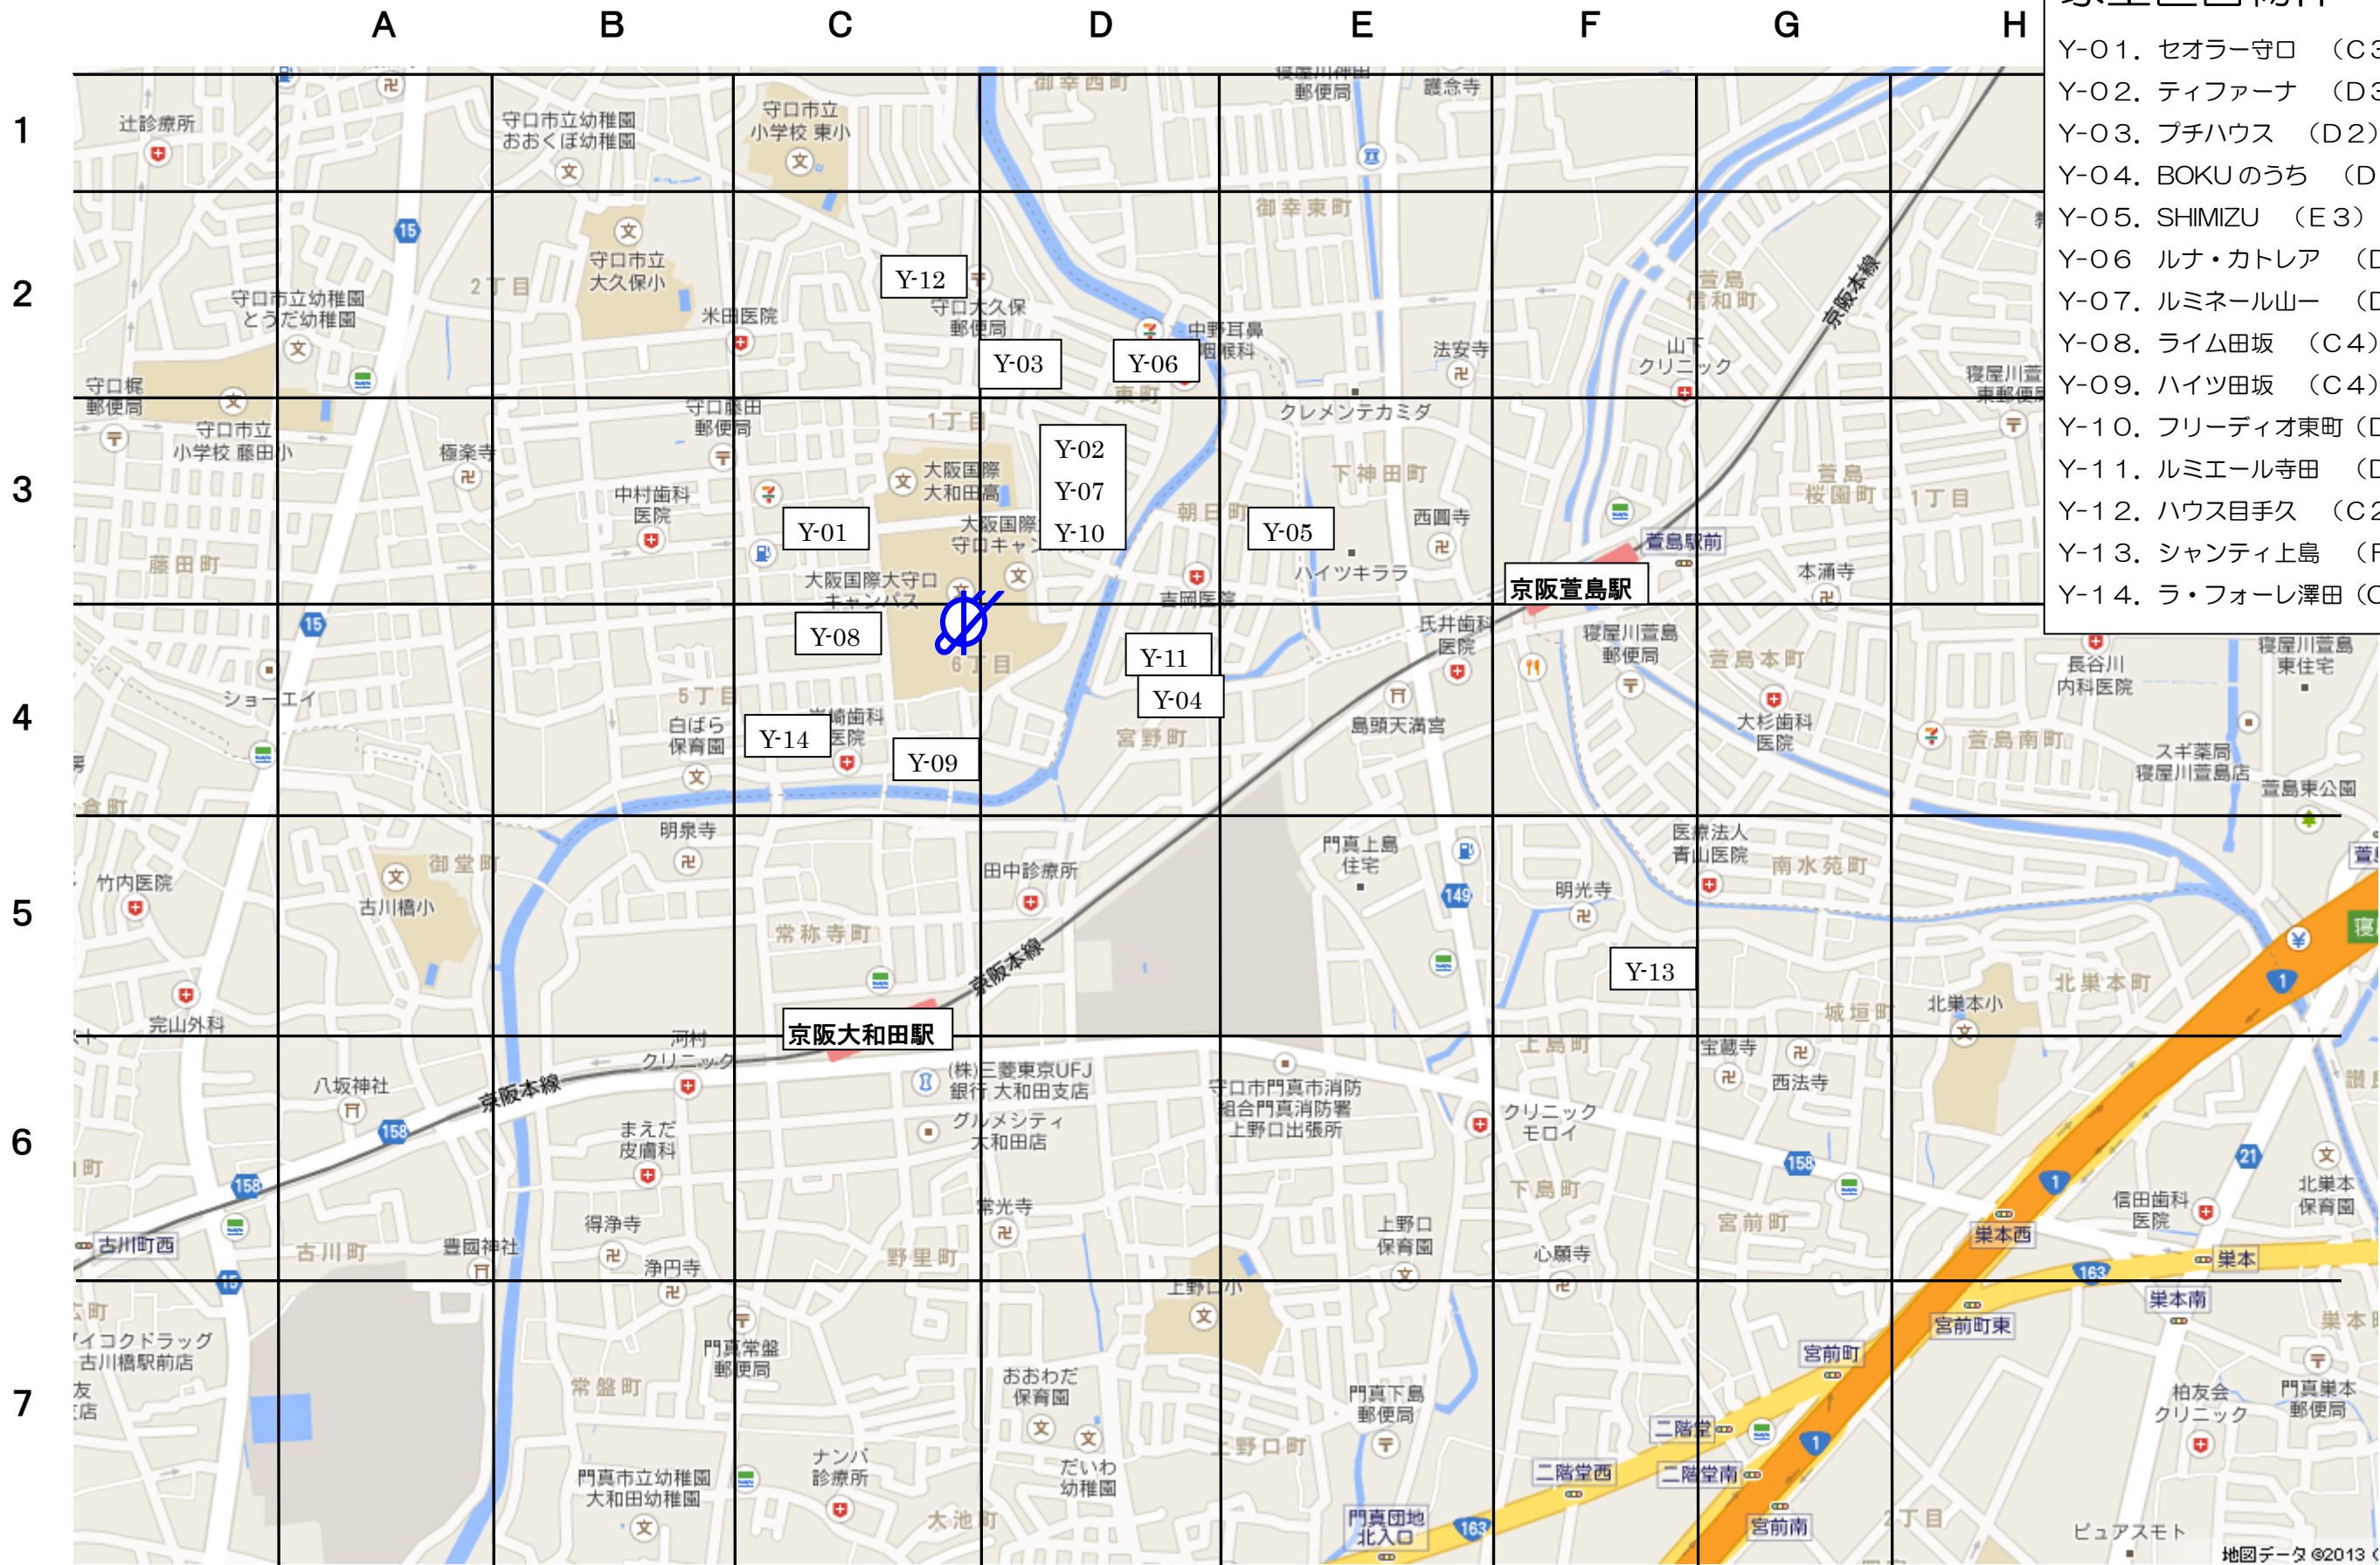 A B C D E F G H
Y-01. セオラー守口 (C3
Y-02. ティファーナ (D3
Y-03. プチハウス (D2)
Y-04. BOKUのうち (D
Y-05. SHIMIZU (E3)
Y-06 ルナ・カトレア (D
Y-07. ルミネール山一 (D
Y-08. ライム田坂 (C4)
Y-09. ハイツ田坂 (C4)
Y-10. フリーディオ東町(D
Y-11. ルミエール寺田 (D
Y-12. ハウス目手久 (C2
Y-13. シャンティ上島 (F
Y-14. ラ・フォーレ澤田(C
1
辻診療所
守口市立幼稚園
おおくぼ幼稚園
守口市立
小学校 東小
御幸西町
寝屋川神田
郵便局
護念寺
2
15
守口市立幼稚園
とうだ幼稚園
2丁目
守口市立
大久保小
米田医院
Y-12
守口大久保
郵便局
Y-03
Y-06
中野耳鼻
咽喉科
東町
御幸東町
法安寺
クレメンテカミダ
萱島
信和町
京阪本線
山下
クリニック
守口梶
郵便局
3
守口市立
小学校 藤田小
極楽寺
守口藤田
郵便局
中村歯科
医院
藤田町
1丁目
大阪国際
大和田高
Y-01
大阪国際大守口
キャンパス
Y-02
Y-07
Y-10
朝日町
Y-05
下神田町
西圓寺
ハイツキララ
吉岡医院
萱島駅前
京阪萱島駅
萱島
桜園町
1丁目
本涌寺
4
15
ショーエイ
5丁目
白ばら
保育園
Y-08
6丁目
Y-14
Y-09
Y-11
Y-04
宮野町
氏井歯科
医院
島頭天満宮
寝屋川萱島
郵便局
萱島本町
大杉歯科
医院
長谷川
内科医院
寝屋川萱島
東住宅
萱島南町
スギ薬局
寝屋川萱島店
萱島東公園
5
竹内医院
御堂町
古川橋小
明泉寺
完山外科
常称寺町
田中診療所
京阪本線
京阪大和田駅
門真上島
住宅
149
明光寺
医療法人
青山医院
南水苑町
Y-13
城垣町
北巣本小
北巣本町
1
6
八坂神社
158
158
京阪本線
河村
クリニック
まえだ
皮膚科
得浄寺
浄円寺
古川町西
古川町
豊國神社
(株)三菱東京UFJ
銀行 大和田支店
グルメシティ
大和田店
常光寺
野里町
守口市門真市消防
組合門真消防署
上野口出張所
上野口
保育園
上島町
クリニック
モロイ
下島町
心願寺
宝蔵寺
西法寺
158
宮前町
1
巣本西
信田歯科
医院
21
北巣本
保育園
163
巣本
7
15
古川橋駅前店
常盤町
門真常盤
郵便局
門真市立幼稚園
大和田幼稚園
ナンバ
診療所
大池町
おおわだ
保育園
だいわ
幼稚園
上野口小
上野口町
門真下島
郵便局
門真団地
北入口
163
二階堂西
二階堂
二階堂南
宮前町
1
宮前南
宮前町東
巣本南
柏友会
クリニック
門真巣本
郵便局
2丁目
ピュアスモト
地図データ ©2013